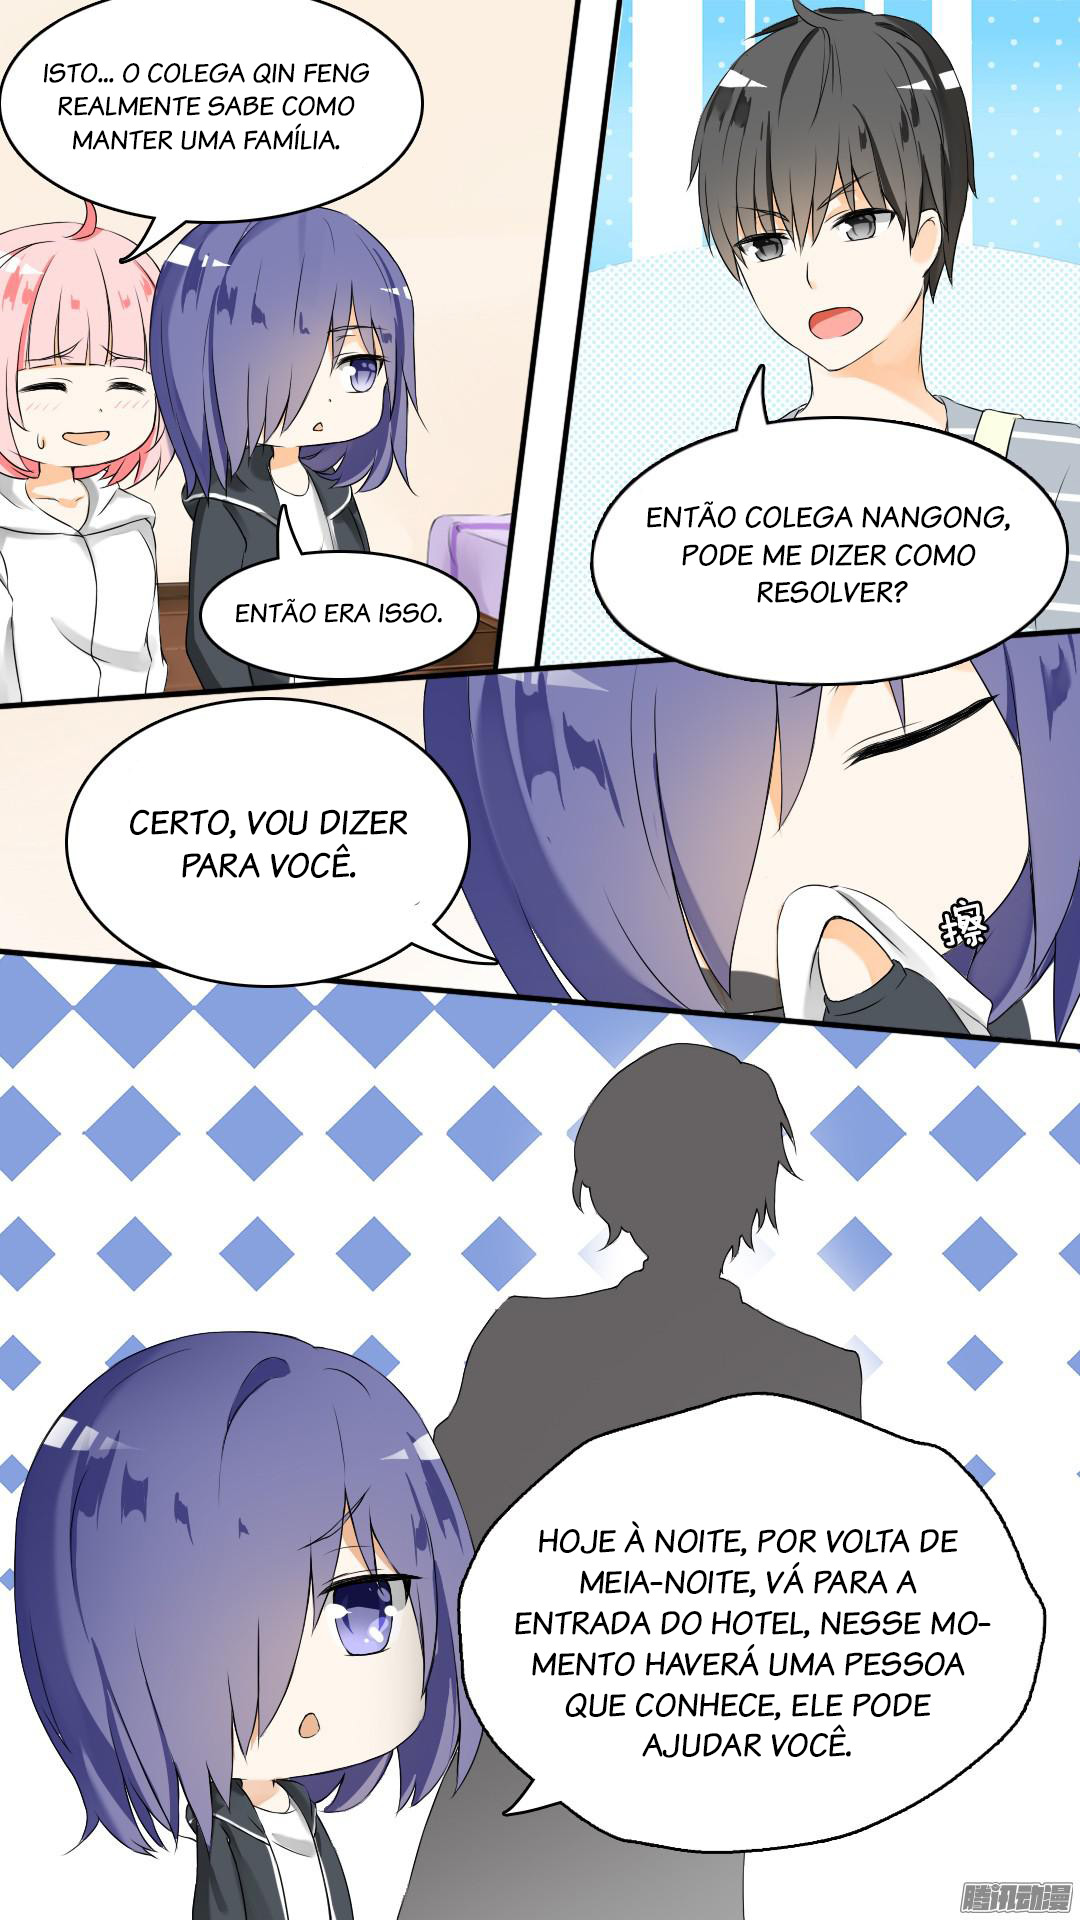 ISTO... O COLEGA QIN FENG
REALMENTE SABE COMO
MANTER UMA FAMÍLIA.
ENTÃO ERA ISSO.
ENTÃO COLEGA NANGONG,
PODE ME DIZER COMO
RESOLVER?
CERTO, VOU DIZER
PARA VOCÊ.
擦
HOJE À NOITE, POR VOLTA DE
MEIA-NOITE, VÁ PARA A
ENTRADA DO HOTEL, NESSE MO-
MENTO HAVERÁ UMA PESSOA
QUE CONHECE, ELE PODE
AJUDAR VOCÊ.
腾讯动漫